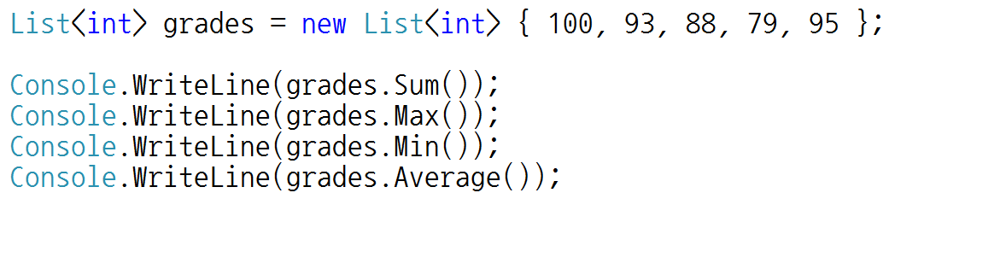 List<int> grades = new List<int> { 100, 93, 88, 79, 95 };
Console.WriteLine(grades.Sum());
Console.WriteLine(grades.Max());
Console.WriteLine(grades.Min());
Console.WriteLine(grades.Average());